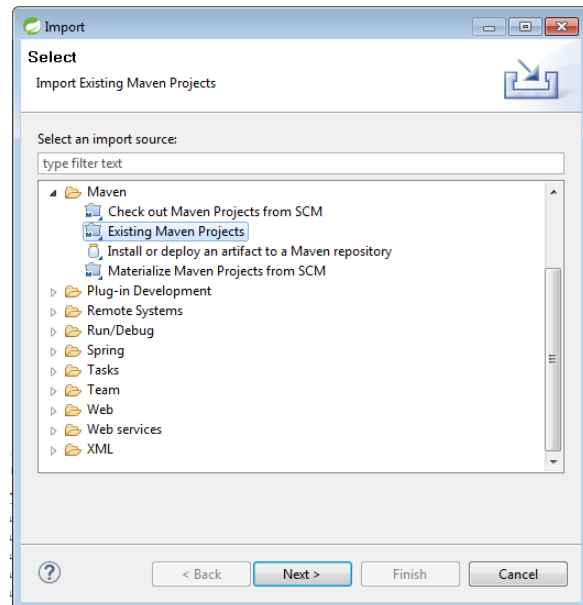 Import
Select
Import Existing Maven Projects
Select an import source:
type filter text
Maven
Check out Maven Projects from SCM
Existing Maven Projects
Install or deploy an artifact to a Maven repository
Materialize Maven Projects from SCM
Plug-in Development
Remote Systems
Run/Debug
Spring
Tasks
Team
Web
Web services
XML
?
< Back Next > Finish Cancel